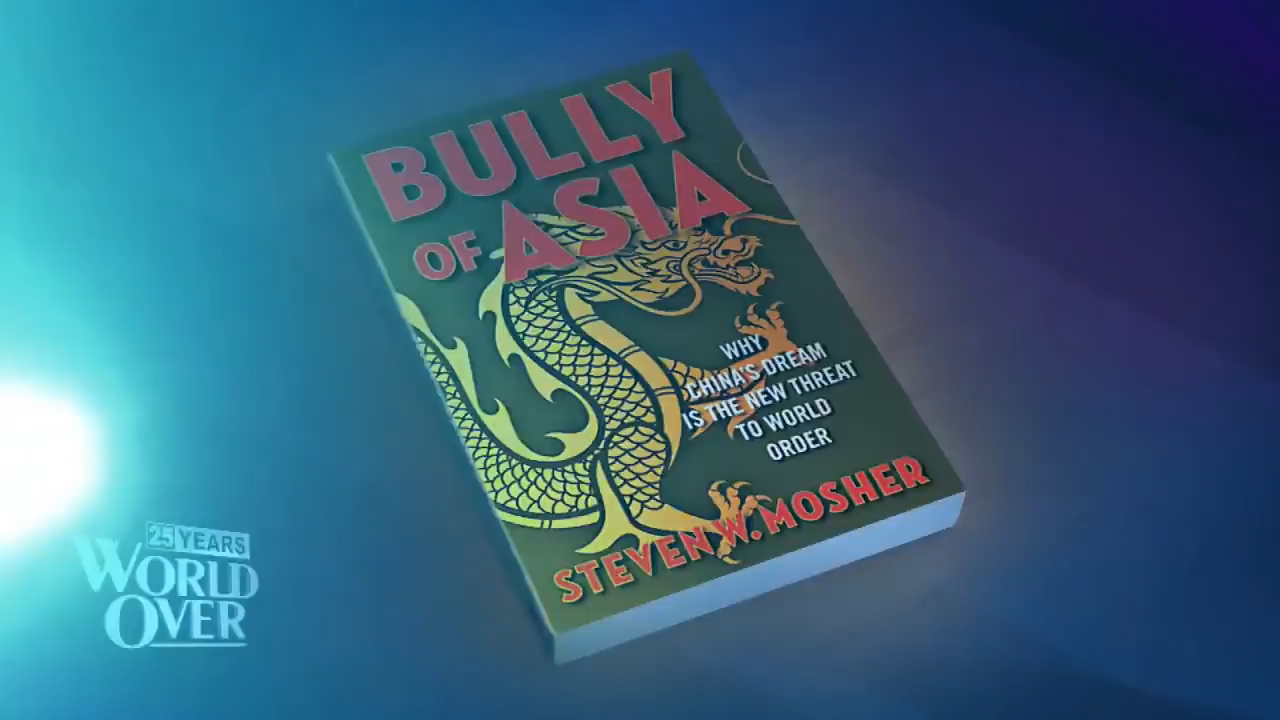 BULLY
OF ASIA
WHY
CHINA'S DREAM
IS THE NEW THREAT
TO WORLD
ORDER
STEVEN W. MOSHER
25 YEARS
WORLD
OVER